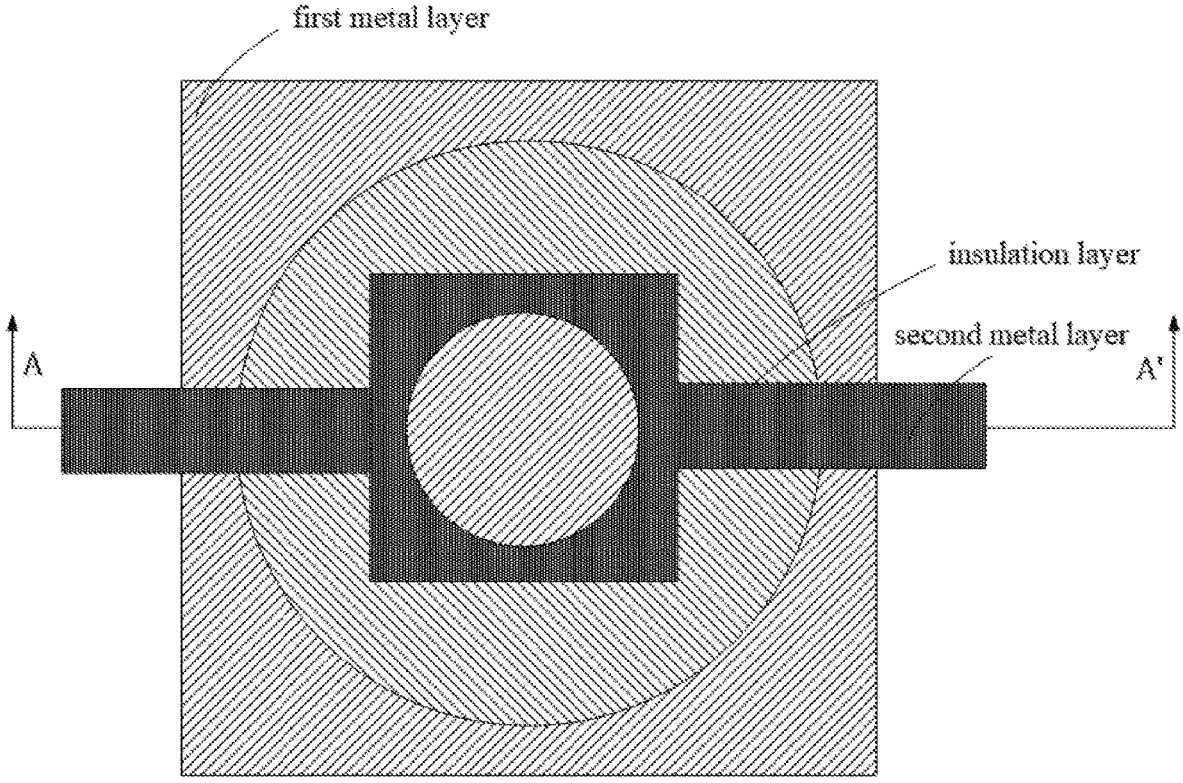 first metal layer
insulation layer
second metal layer
A
A'